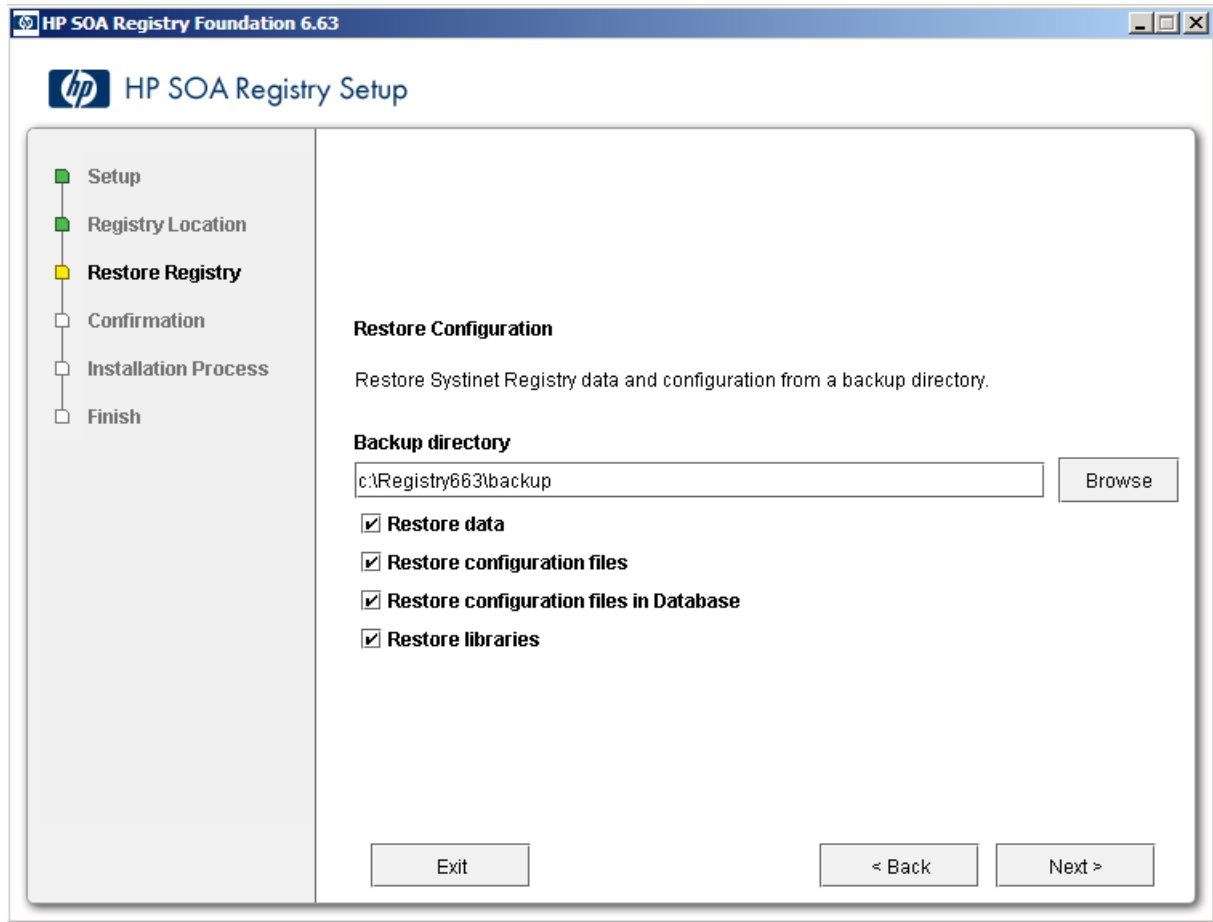 HP SOA Registry Foundation 6.63
hp HP SOA Registry Setup
Setup
Registry Location
Restore Registry
Confirmation
Installation Process
Finish
Restore Configuration
Restore Systinet Registry data and configuration from a backup directory.
Backup directory
c:\Registry663\backup
Browse
Restore data
Restore configuration files
Restore configuration files in Database
Restore libraries
Exit
< Back
Next >